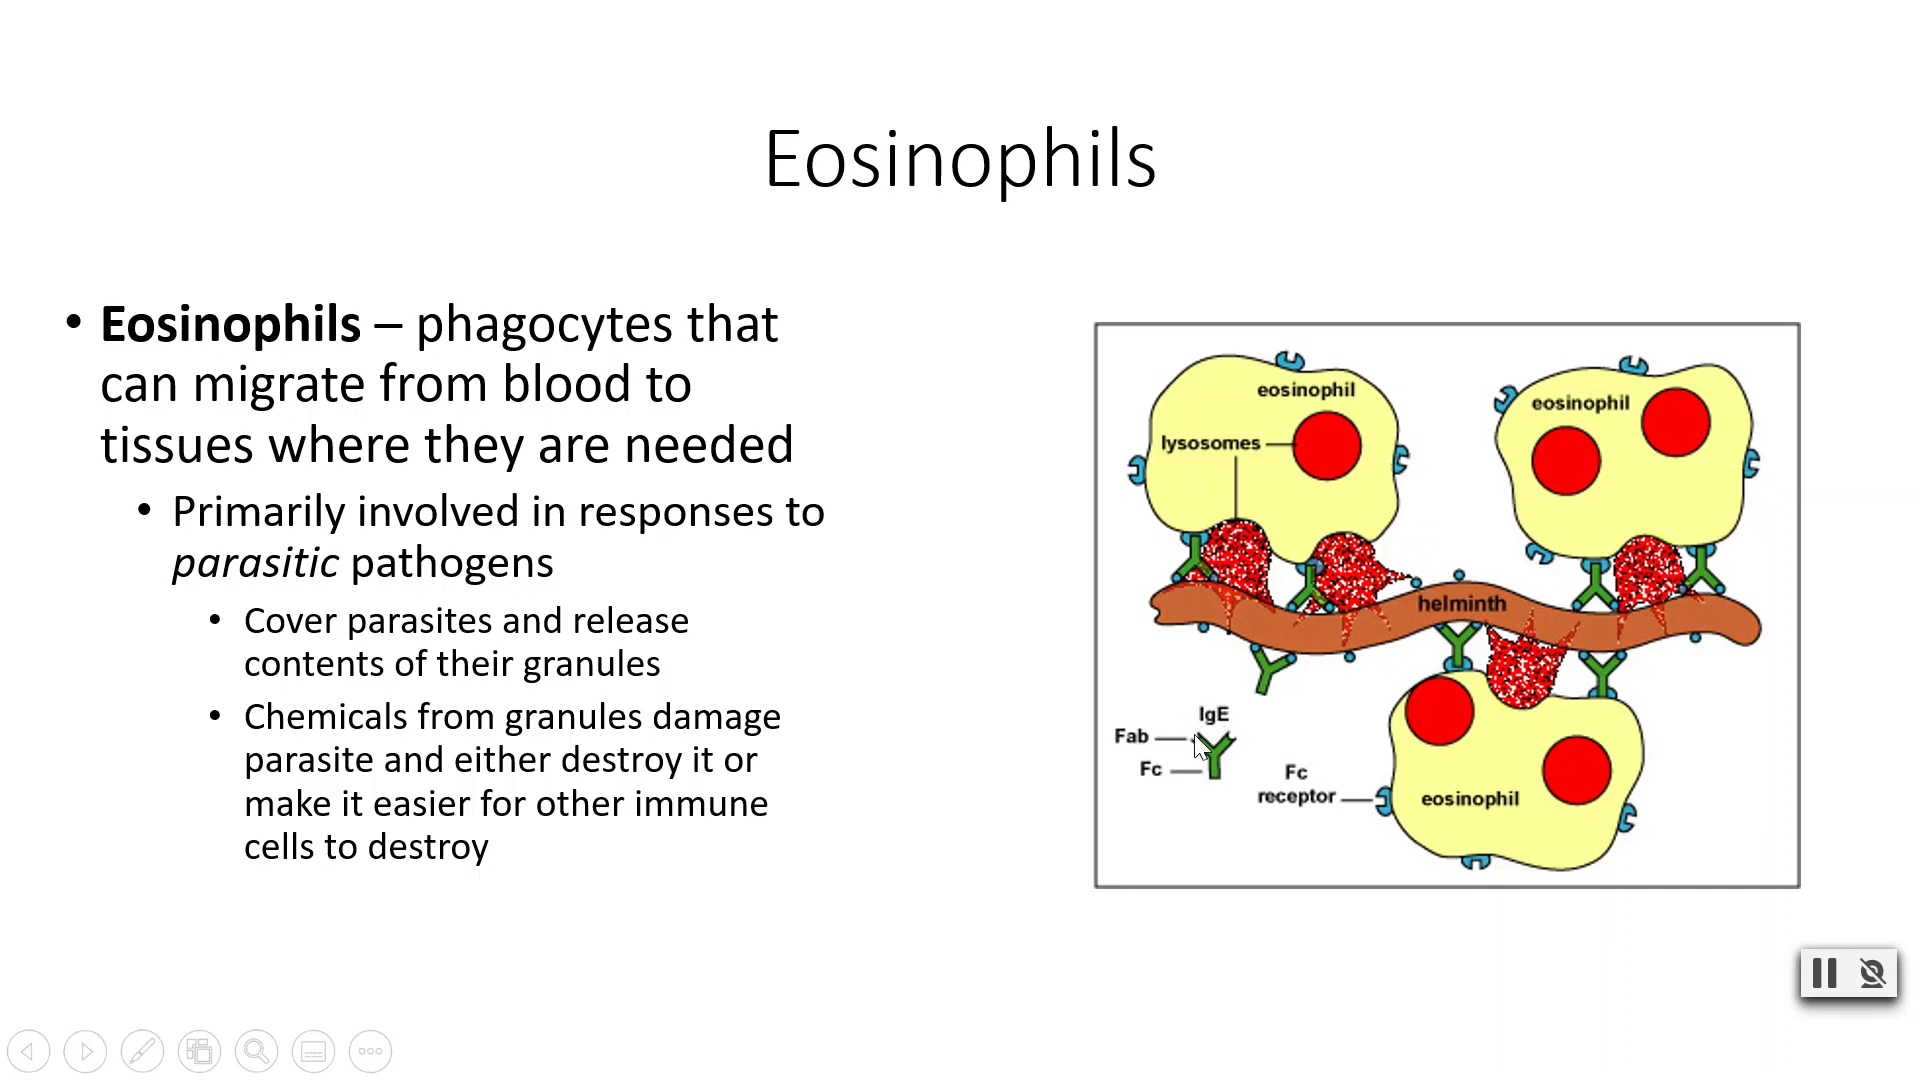 Eosinophils
• Eosinophils – phagocytes that
can migrate from blood to
tissues where they are needed
• Primarily involved in responses to
parasitic pathogens
• Cover parasites and release
contents of their granules
• Chemicals from granules damage
parasite and either destroy it or
make it easier for other immune
cells to destroy
eosinophil
eosinophil
lysosomes
helminth
IgE
Fab
Fc
Fc
receptor
eosinophil